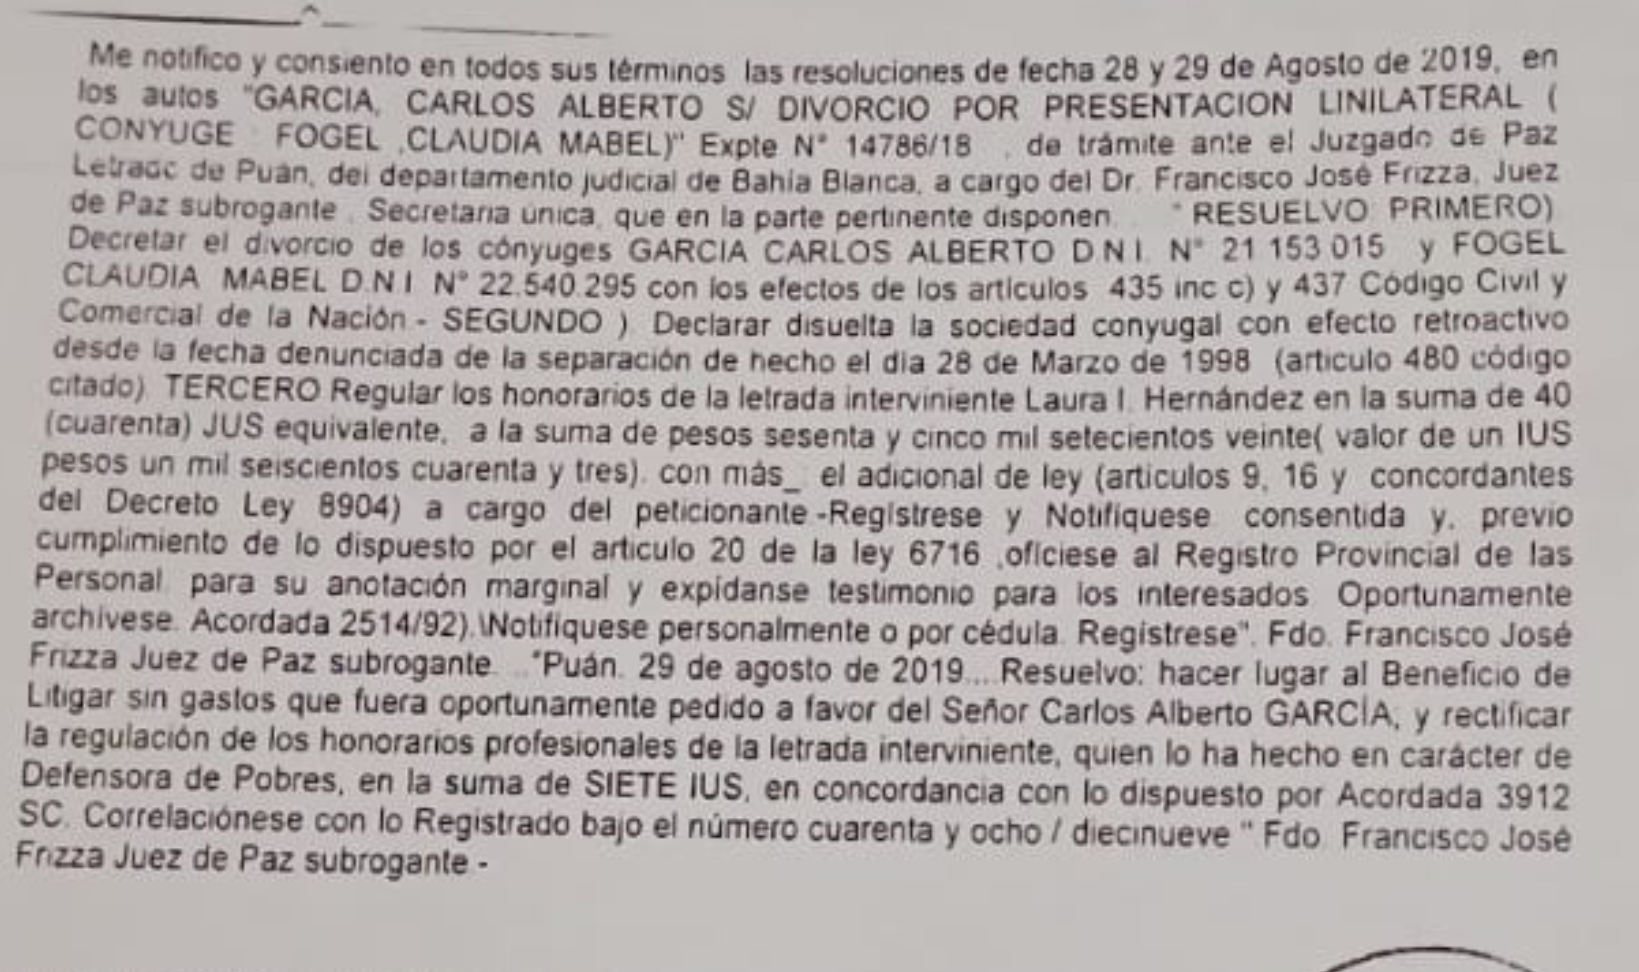 Me notifico y consiento en todos sus términos las resoluciones de fecha 28 y 29 de Agosto de 2019, en
los autos "GARCIA, CARLOS ALBERTO S/ DIVORCIO POR PRESENTACION LINILATERAL (
CONYUGE FOGEL ,CLAUDIA MABEL)" Expte N° 14786/18 , de trámite ante el Juzgado de Paz
Letrado de Puán, del departamento judicial de Bahía Blanca, a cargo del Dr. Francisco José Frizza, Juez
de Paz subrogante . Secretaria única, que en la parte pertinente disponen. " RESUELVO PRIMERO)
Decretar el divorcio de los cónyuges GARCIA CARLOS ALBERTO D.N.I. N° 21 153 015 y FOGEL
CLAUDIA MABEL D.N.I N° 22.540.295 con los efectos de los artículos 435 inc c) y 437 Código Civil y
Comercial de la Nación - SEGUNDO ) Declarar disuelta la sociedad conyugal con efecto retroactivo
desde la fecha denunciada de la separación de hecho el dia 28 de Marzo de 1998 (articulo 480 código
citado) TERCERO Regular los honorarios de la letrada interviniente Laura I. Hernández en la suma de 40
(cuarenta) JUS equivalente, a la suma de pesos sesenta y cinco mil setecientos veinte( valor de un IUS
pesos un mil seiscientos cuarenta y tres). con más_ el adicional de ley (articulos 9, 16 y concordantes
del Decreto Ley 8904) a cargo del peticionante -Regístrese y Notifíquese consentida y, previo
cumplimiento de lo dispuesto por el articulo 20 de la ley 6716 ,ofíciese al Registro Provincial de las
Personal para su anotación marginal y expídanse testimonio para los interesados Oportunamente
archívese. Acordada 2514/92).\Notifíquese personalmente o por cédula. Regístrese". Fdo. Francisco José
Frizza Juez de Paz subrogante. .."Puán. 29 de agosto de 2019....Resuelvo: hacer lugar al Beneficio de
Litigar sin gastos que fuera oportunamente pedido a favor del Señor Carlos Alberto GARCÍA, y rectificar
la regulación de los honorarios profesionales de la letrada interviniente, quien lo ha hecho en carácter de
Defensora de Pobres, en la suma de SIETE IUS, en concordancia con lo dispuesto por Acordada 3912
SC. Correlaciónese con lo Registrado bajo el número cuarenta y ocho / diecinueve " Fdo Francisco José
Frizza Juez de Paz subrogante -